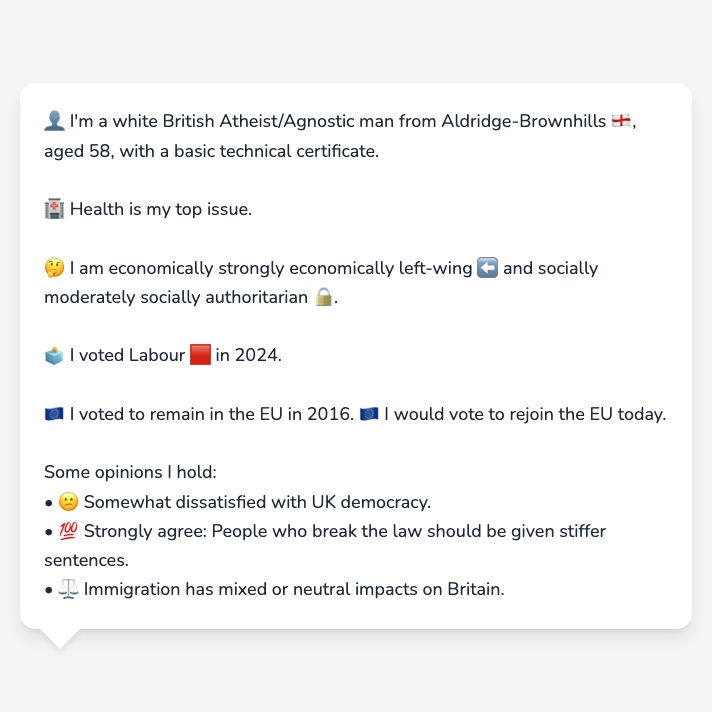 👤 I'm a white British Atheist/Agnostic man from Aldridge-Brownhills 🏴󠁧󠁢󠁥󠁮󠁧󠁿,
aged 58, with a basic technical certificate.
🏥 Health is my top issue.
🤔 I am economically strongly economically left-wing ⬅️ and socially
moderately socially authoritarian 🔒.
🗳️ I voted Labour 🟥 in 2024.
🇪🇺 I voted to remain in the EU in 2016. 🇪🇺 I would vote to rejoin the EU today.
Some opinions I hold:
• 🙁 Somewhat dissatisfied with UK democracy.
• 💯 Strongly agree: People who break the law should be given stiffer
sentences.
• ⚖️ Immigration has mixed or neutral impacts on Britain.